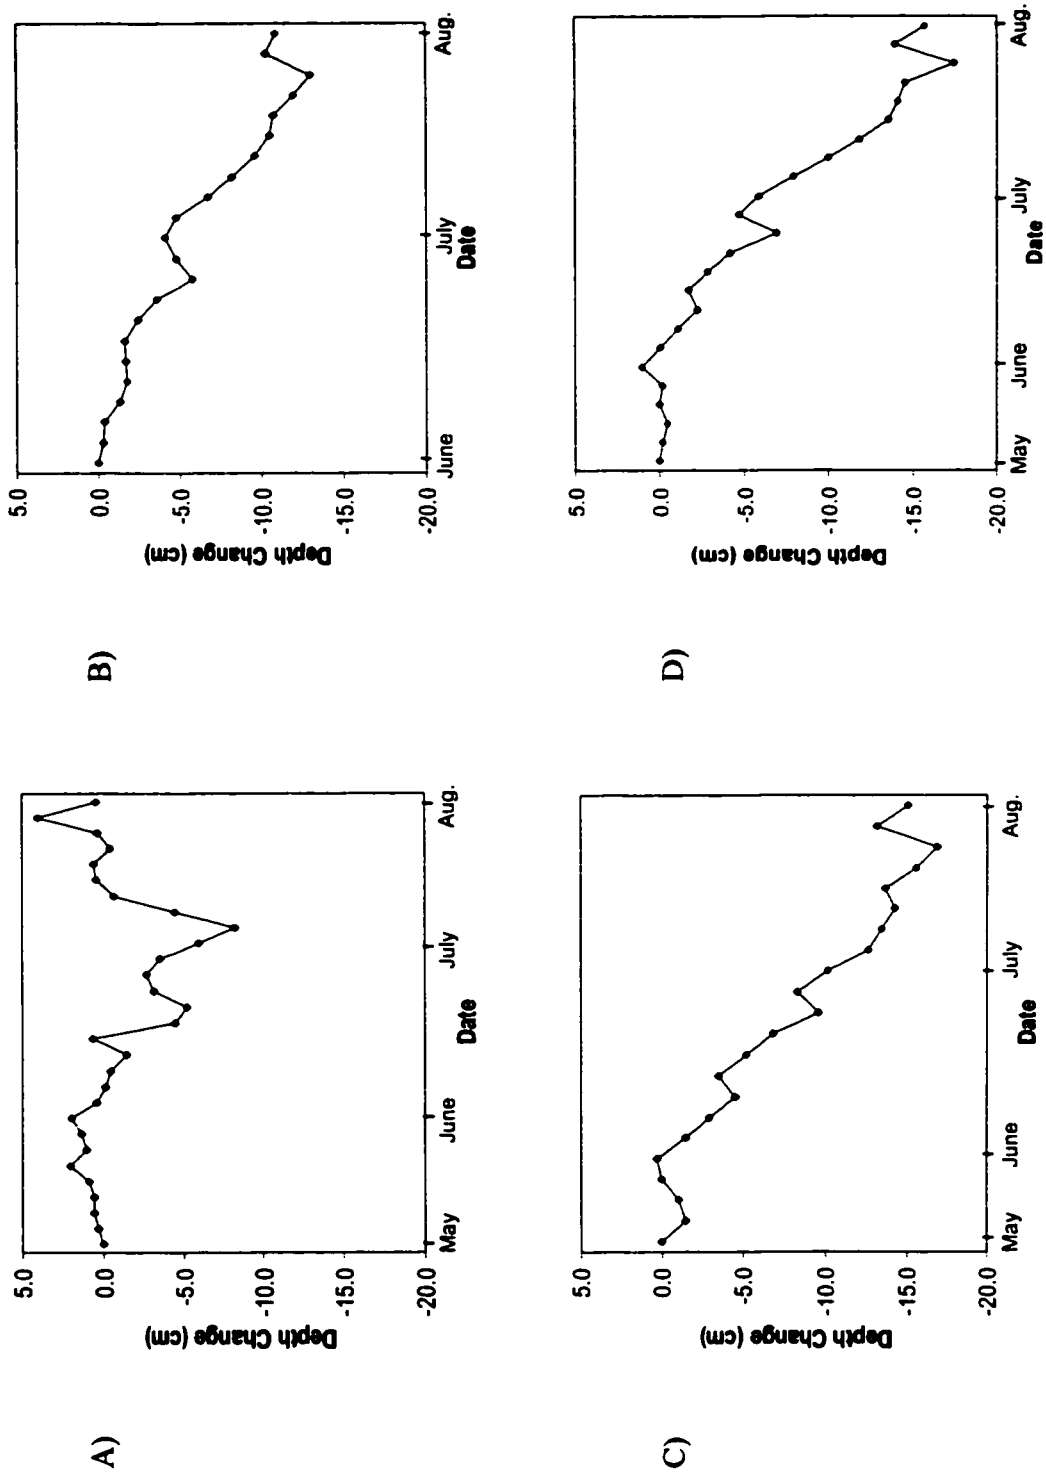 A)
Depth Change (cm)
5.0
0.0
-5.0
-10.0
-15.0
-20.0
May
June
July
Aug.
Date
B)
Depth Change (cm)
5.0
0.0
-5.0
-10.0
-15.0
-20.0
June
July
Aug.
Date
C)
Depth Change (cm)
5.0
0.0
-5.0
-10.0
-15.0
-20.0
May
June
July
Aug.
Date
D)
Depth Change (cm)
5.0
0.0
-5.0
-10.0
-15.0
-20.0
May
June
July
Aug.
Date